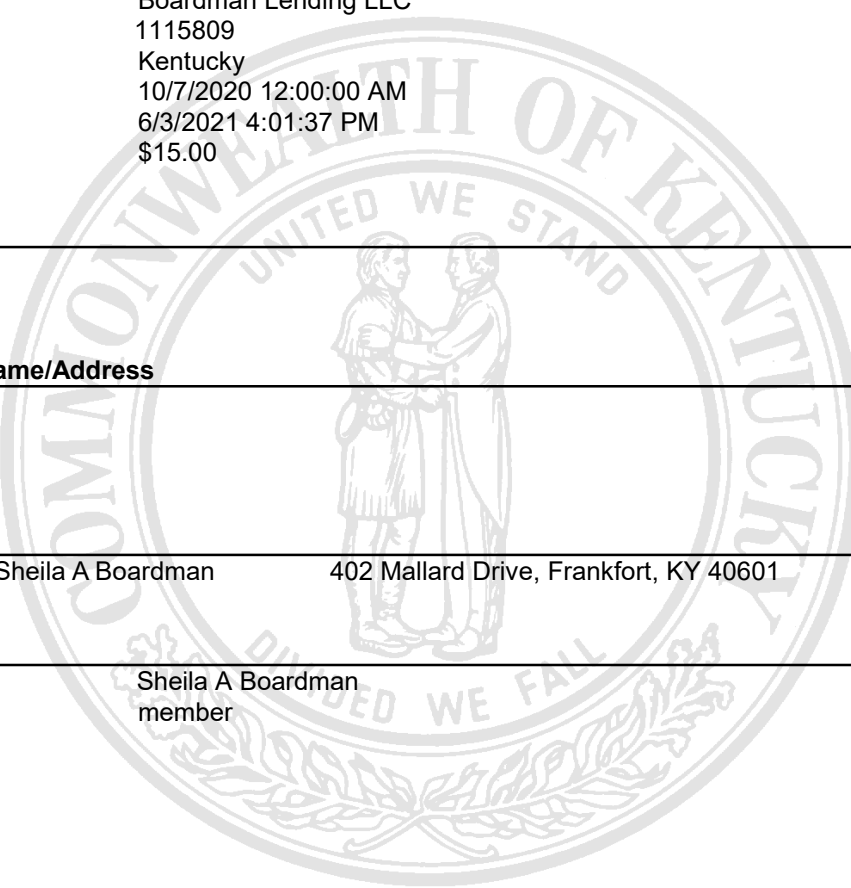 Boardman Lending LLC
1115809
Kentucky
10/7/2020 12:00:00 AM
6/3/2021 4:01:37 PM
$15.00
COMMONWEALTH OF KENTUCKY
UNITED WE STAND
ame/Address
Sheila A Boardman 402 Mallard Drive, Frankfort, KY 40601
DIVIDED WE FALL
Sheila A Boardman
member